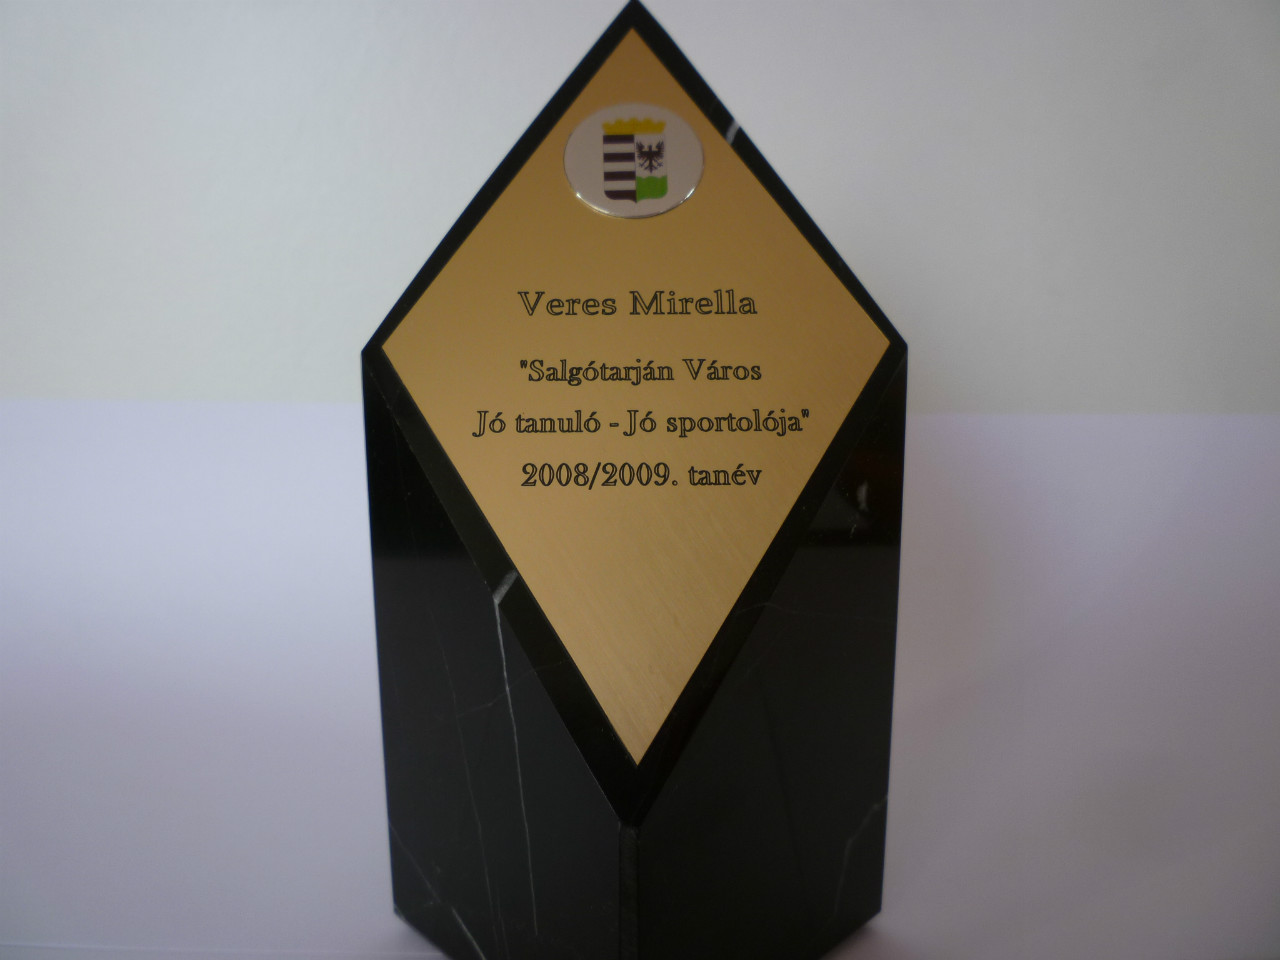 Veres Mirella
"Salgótarján Város
Jó tanuló - Jó sportolója"
2008/2009. tanév